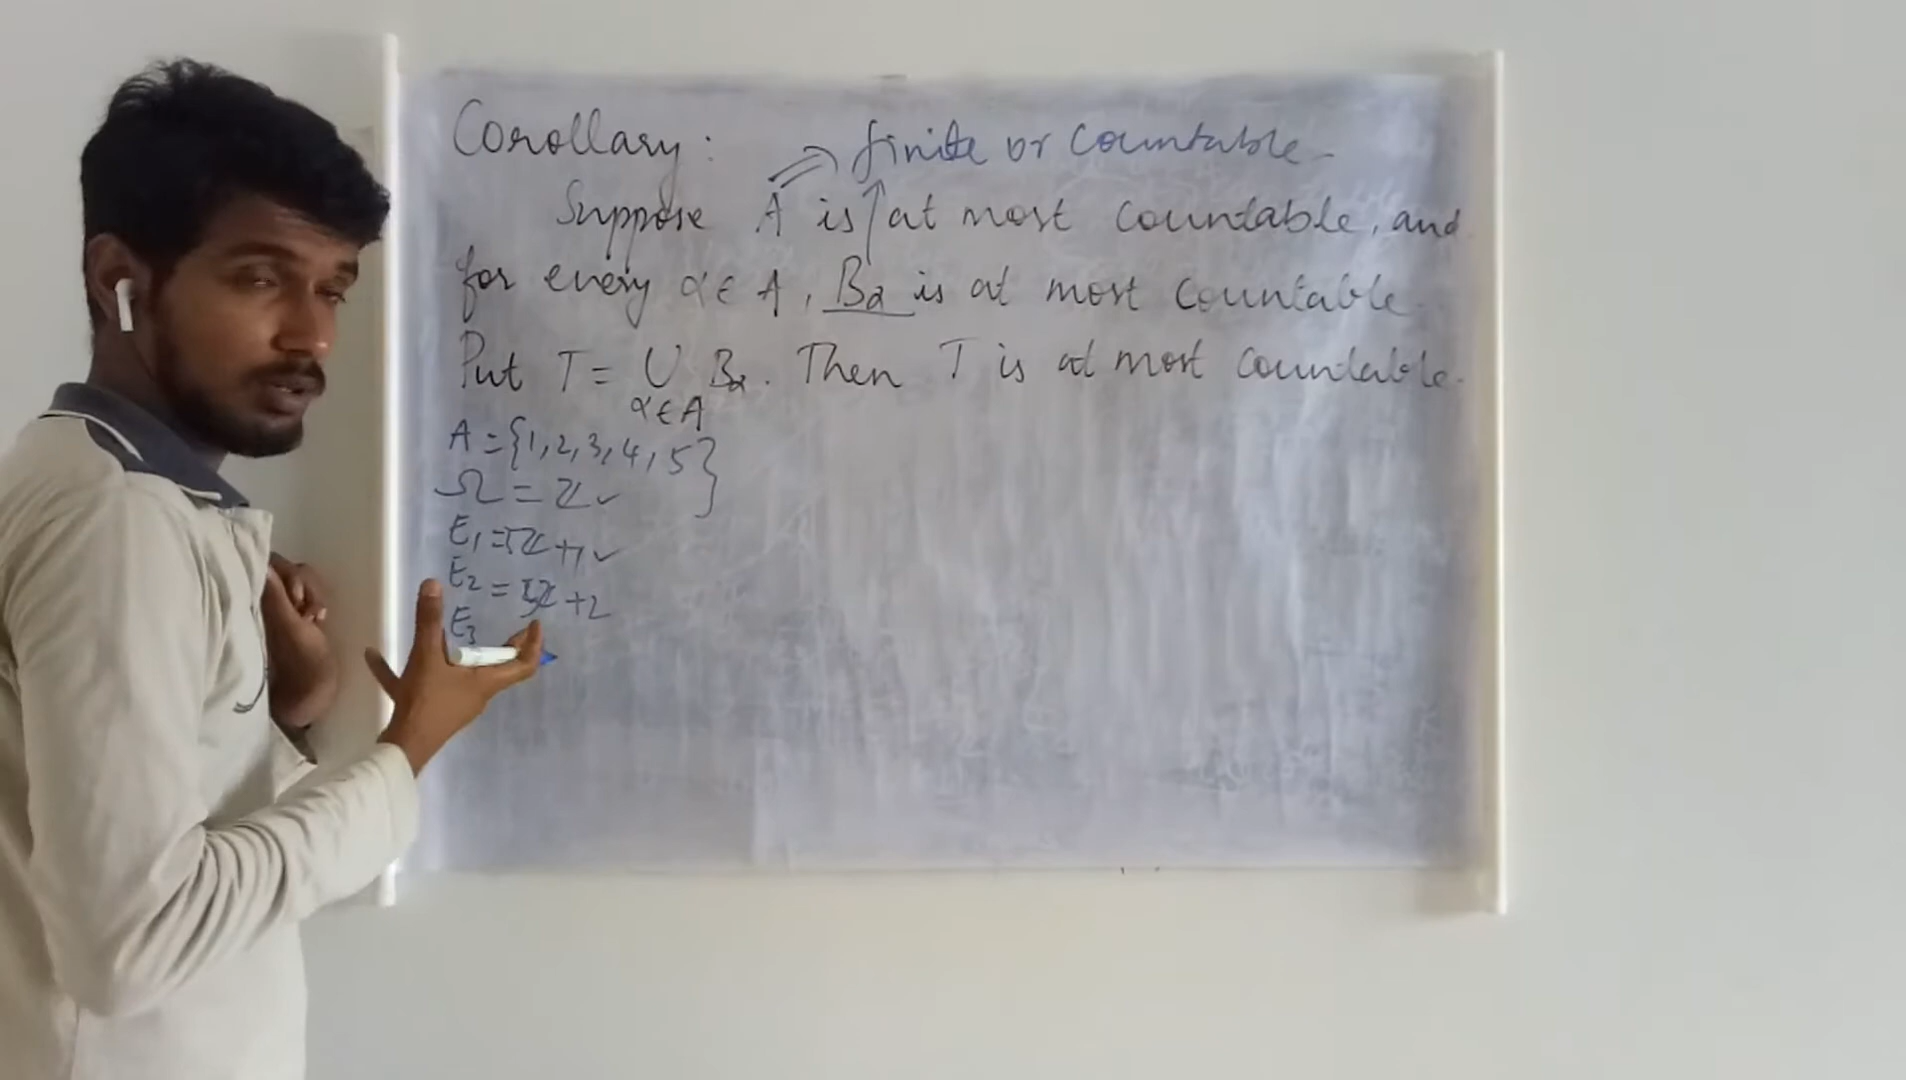 Corollary : finite or countable.
Suppose A is at most countable, and
for every α ∈ A, Bα is at most countable.
Put T = ∪ Bα. Then T is at most countable.
α ∈ A
A = {1, 2, 3, 4, 5}
Ω = ℤ ✓
E₁ = 5ℤ + 1 ✓
E₂ = 5ℤ + 2
E₃